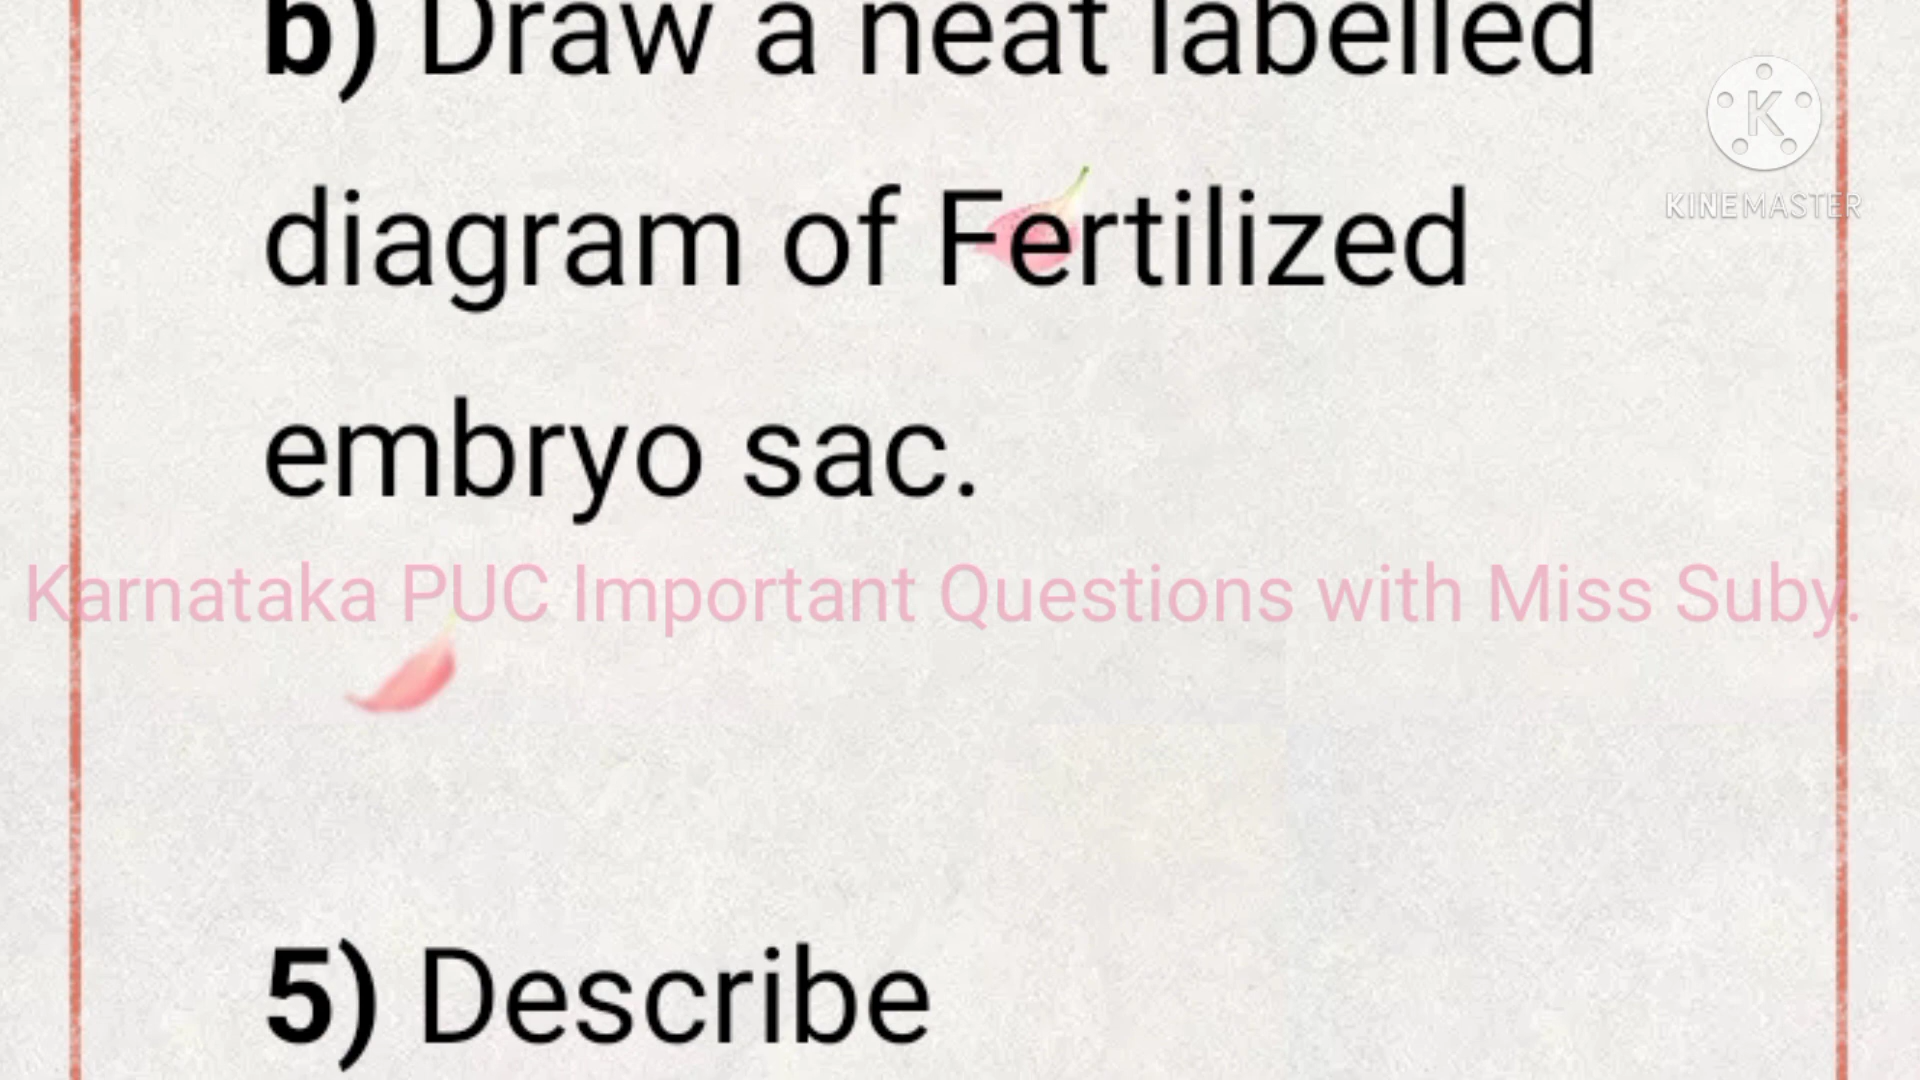 b) Draw a neat labelled
KINEMASTER
diagram of Fertilized
embryo sac.
Karnataka PUC Important Questions with Miss Suby.
5) Describe